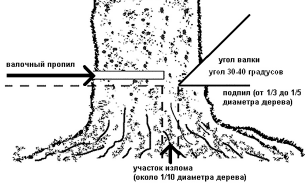 валочный пропил
угол валки
угол 30-40 градусов
подпил (от 1/3 до 1/5
диаметра дерева)
участок излома
(около 1/10 диаметра дерева)